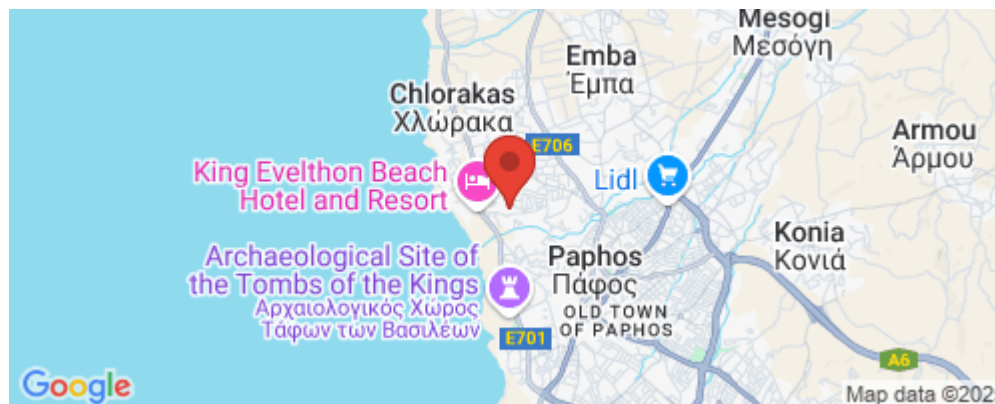 Mesogi
Μεσόγη
Emba
Έμπα
Chlorakas
Χλώρακα
E706
Armou
Άρμου
King Evelthon Beach
Hotel and Resort
Lidl
Konia
Κονιά
Archaeological Site of
the Tombs of the Kings
Αρχαιολογικός Χώρος
Τάφων των Βασιλέων
Paphos
Πάφος
OLD TOWN
OF PAPHOS
E701
A6
Google
Map data ©202